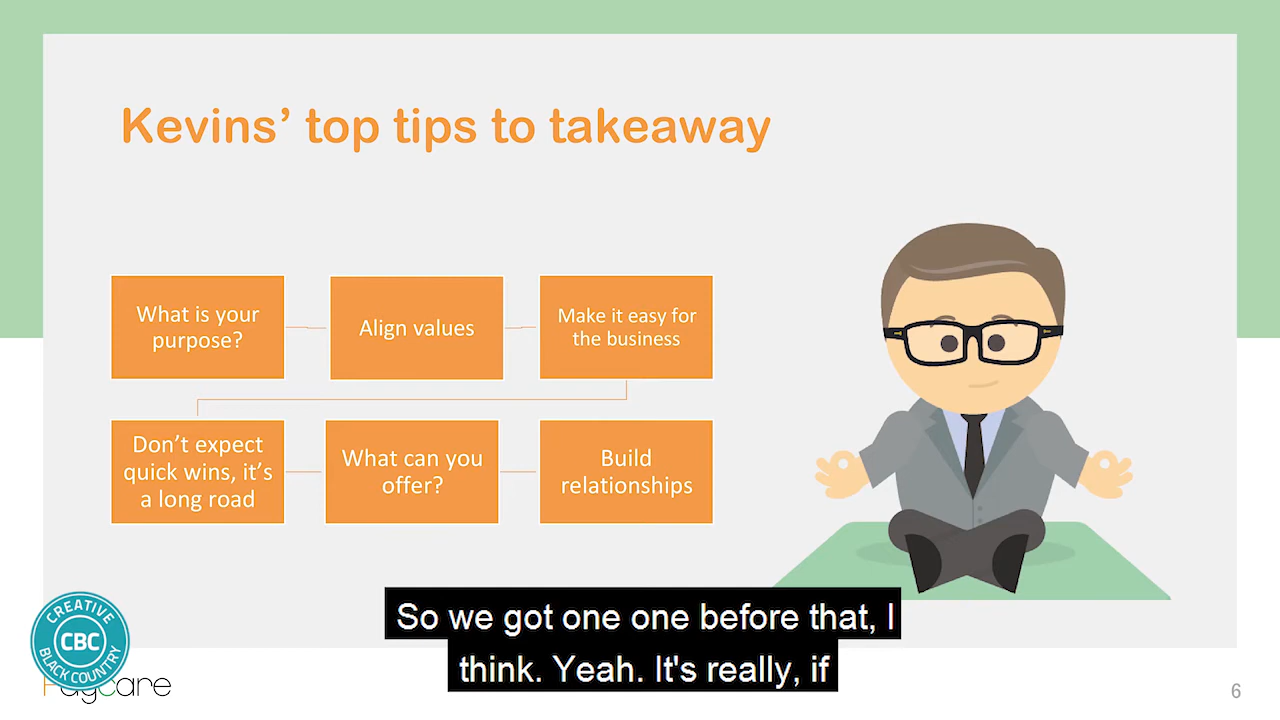 Kevins’ top tips to takeaway
What is your
purpose?
Align values
Make it easy for
the business
Don’t expect
quick wins, it’s
a long road
What can you
offer?
Build
relationships
So we got one one before that, I
think. Yeah. It's really, if
CREATIVE
CBC
BLACK COUNTRY
6